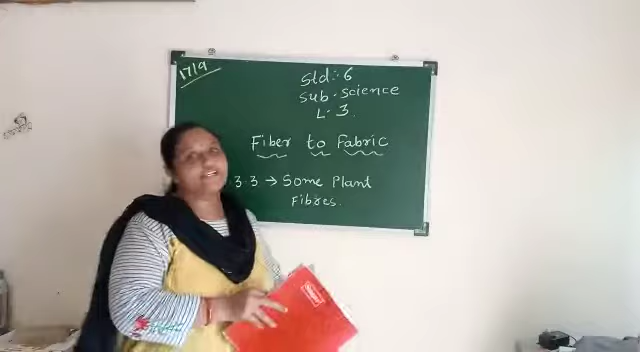 17/9
Std:- 6
Sub - Science
L - 3.
Fiber to Fabric
3.3 → Some Plant
Fibres.